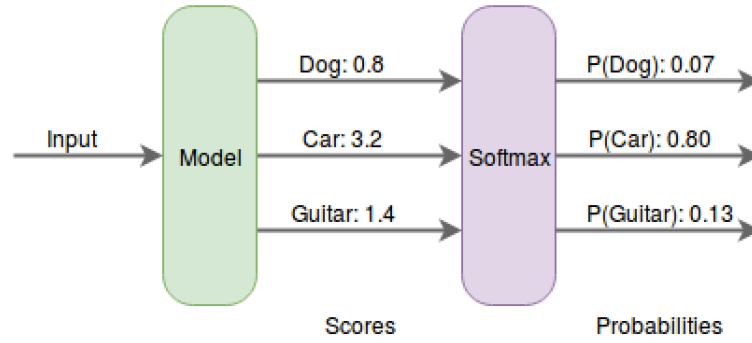 Input
Model
Dog: 0.8
Car: 3.2
Guitar: 1.4
Softmax
P(Dog): 0.07
P(Car): 0.80
P(Guitar): 0.13
Scores
Probabilities